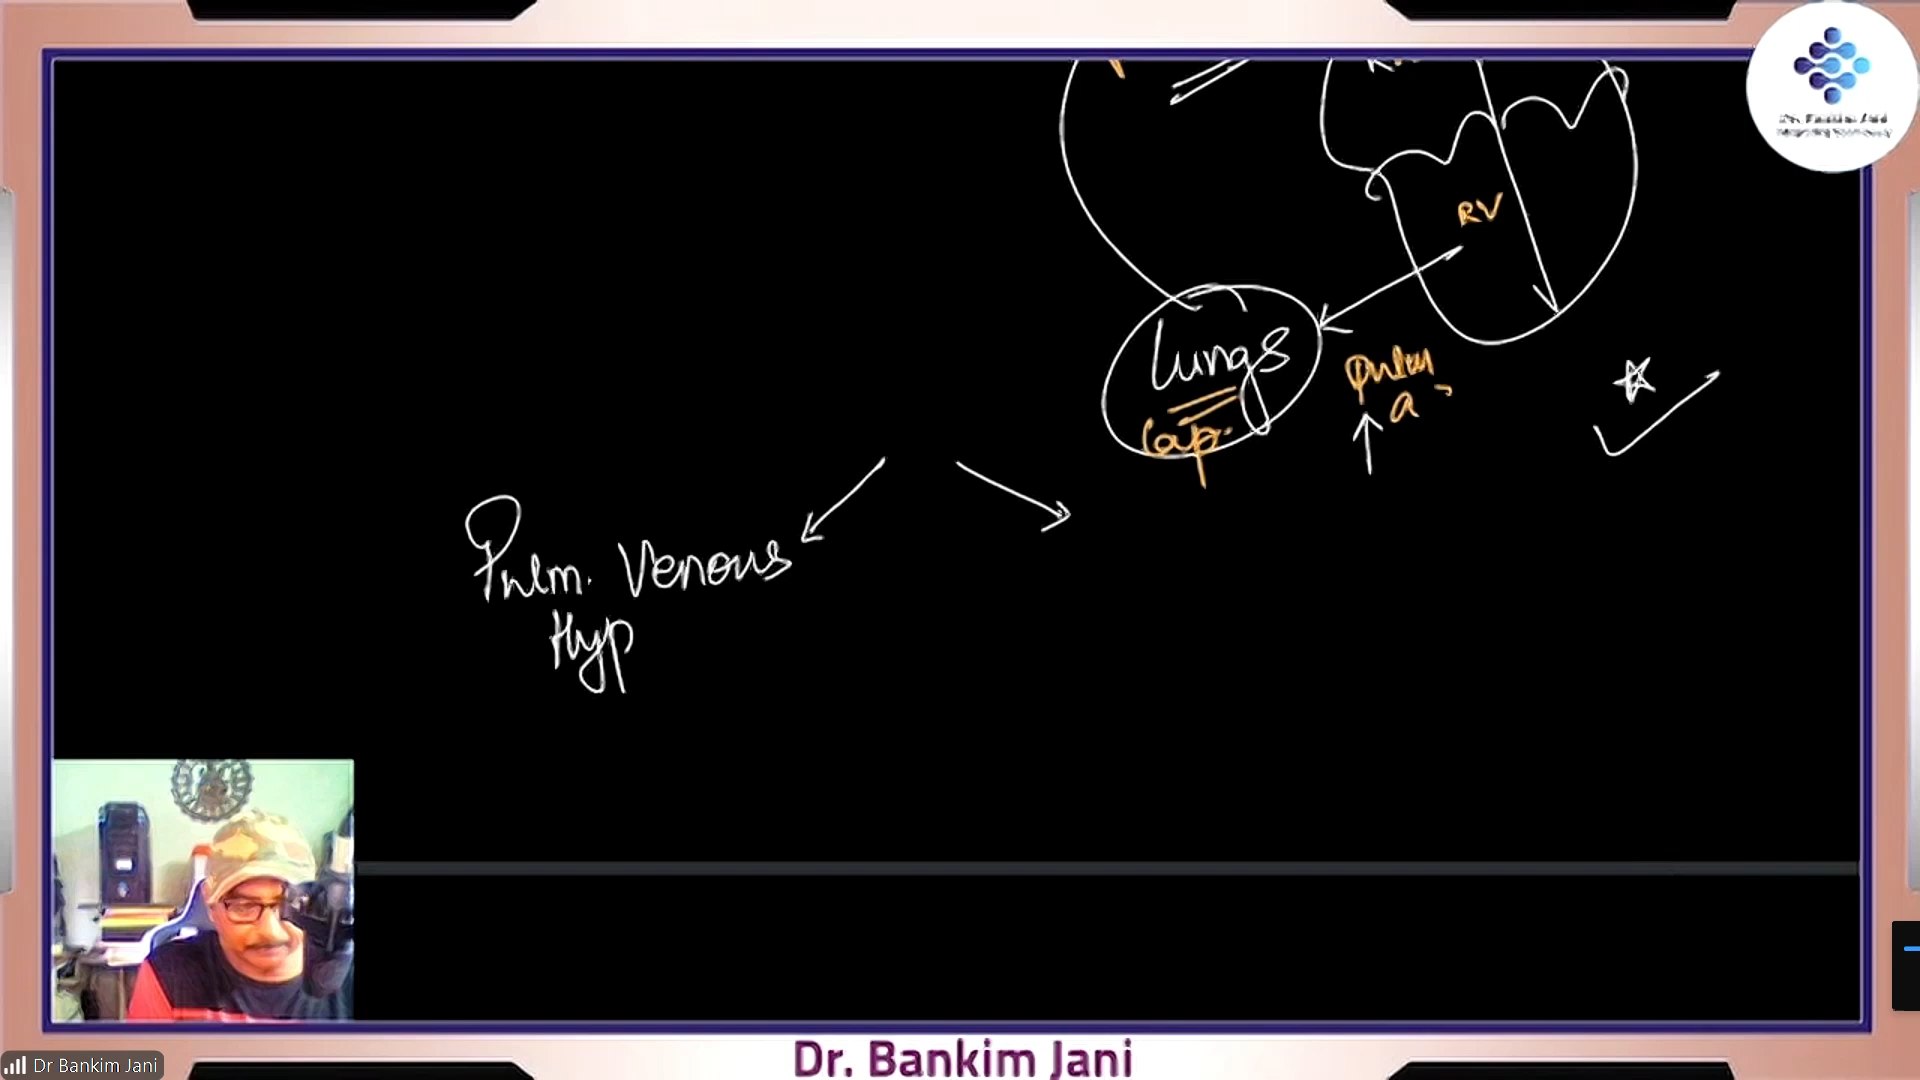 RV
Lungs
Cap.
Pulm
a
Pulm. Venous
Hyp
Dr. Bankim Jani
Dr Bankim Jani